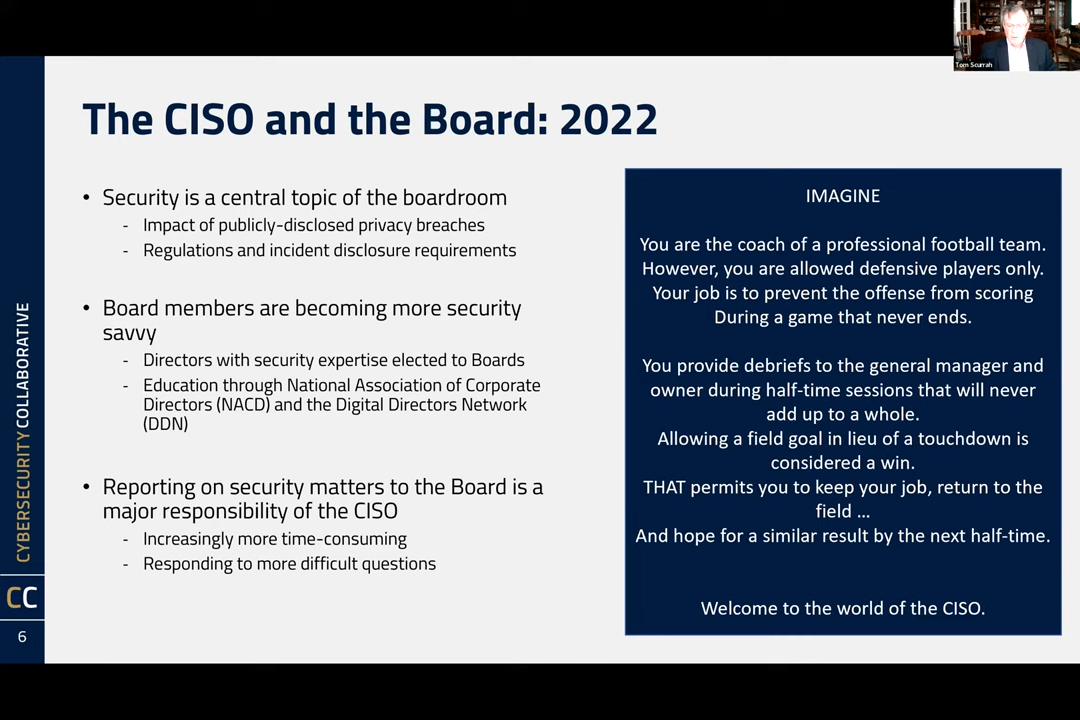 Tom Scurrah
The CISO and the Board: 2022
• Security is a central topic of the boardroom
- Impact of publicly-disclosed privacy breaches
- Regulations and incident disclosure requirements
• Board members are becoming more security
savvy
- Directors with security expertise elected to Boards
- Education through National Association of Corporate
Directors (NACD) and the Digital Directors Network
(DDN)
• Reporting on security matters to the Board is a
major responsibility of the CISO
- Increasingly more time-consuming
- Responding to more difficult questions
IMAGINE
You are the coach of a professional football team.
However, you are allowed defensive players only.
Your job is to prevent the offense from scoring
During a game that never ends.
You provide debriefs to the general manager and
owner during half-time sessions that will never
add up to a whole.
Allowing a field goal in lieu of a touchdown is
considered a win.
THAT permits you to keep your job, return to the
field ...
And hope for a similar result by the next half-time.
Welcome to the world of the CISO.
CYBERSECURITY COLLABORATIVE
CC
6